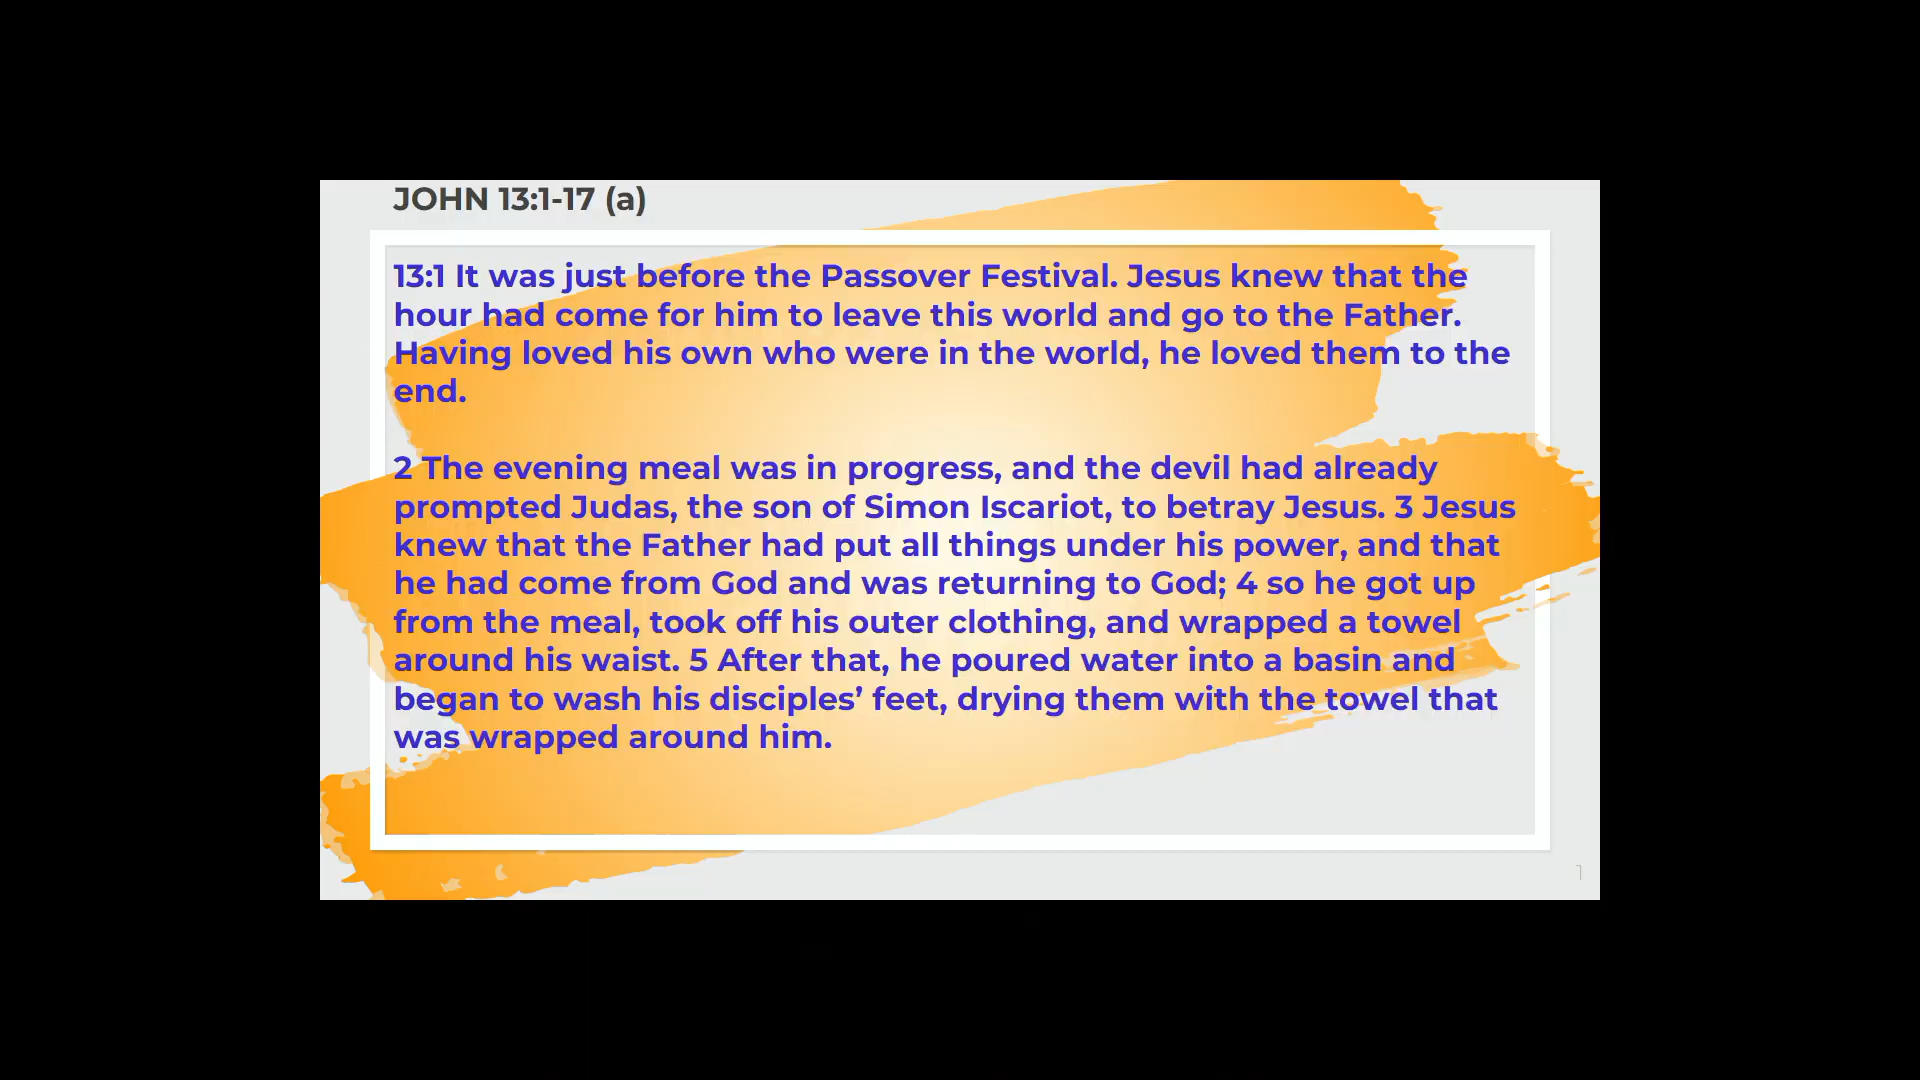 JOHN 13:1-17 (a)
13:1 It was just before the Passover Festival. Jesus knew that the
hour had come for him to leave this world and go to the Father.
Having loved his own who were in the world, he loved them to the
end.
2 The evening meal was in progress, and the devil had already
prompted Judas, the son of Simon Iscariot, to betray Jesus. 3 Jesus
knew that the Father had put all things under his power, and that
he had come from God and was returning to God; 4 so he got up
from the meal, took off his outer clothing, and wrapped a towel
around his waist. 5 After that, he poured water into a basin and
began to wash his disciples’ feet, drying them with the towel that
was wrapped around him.
1